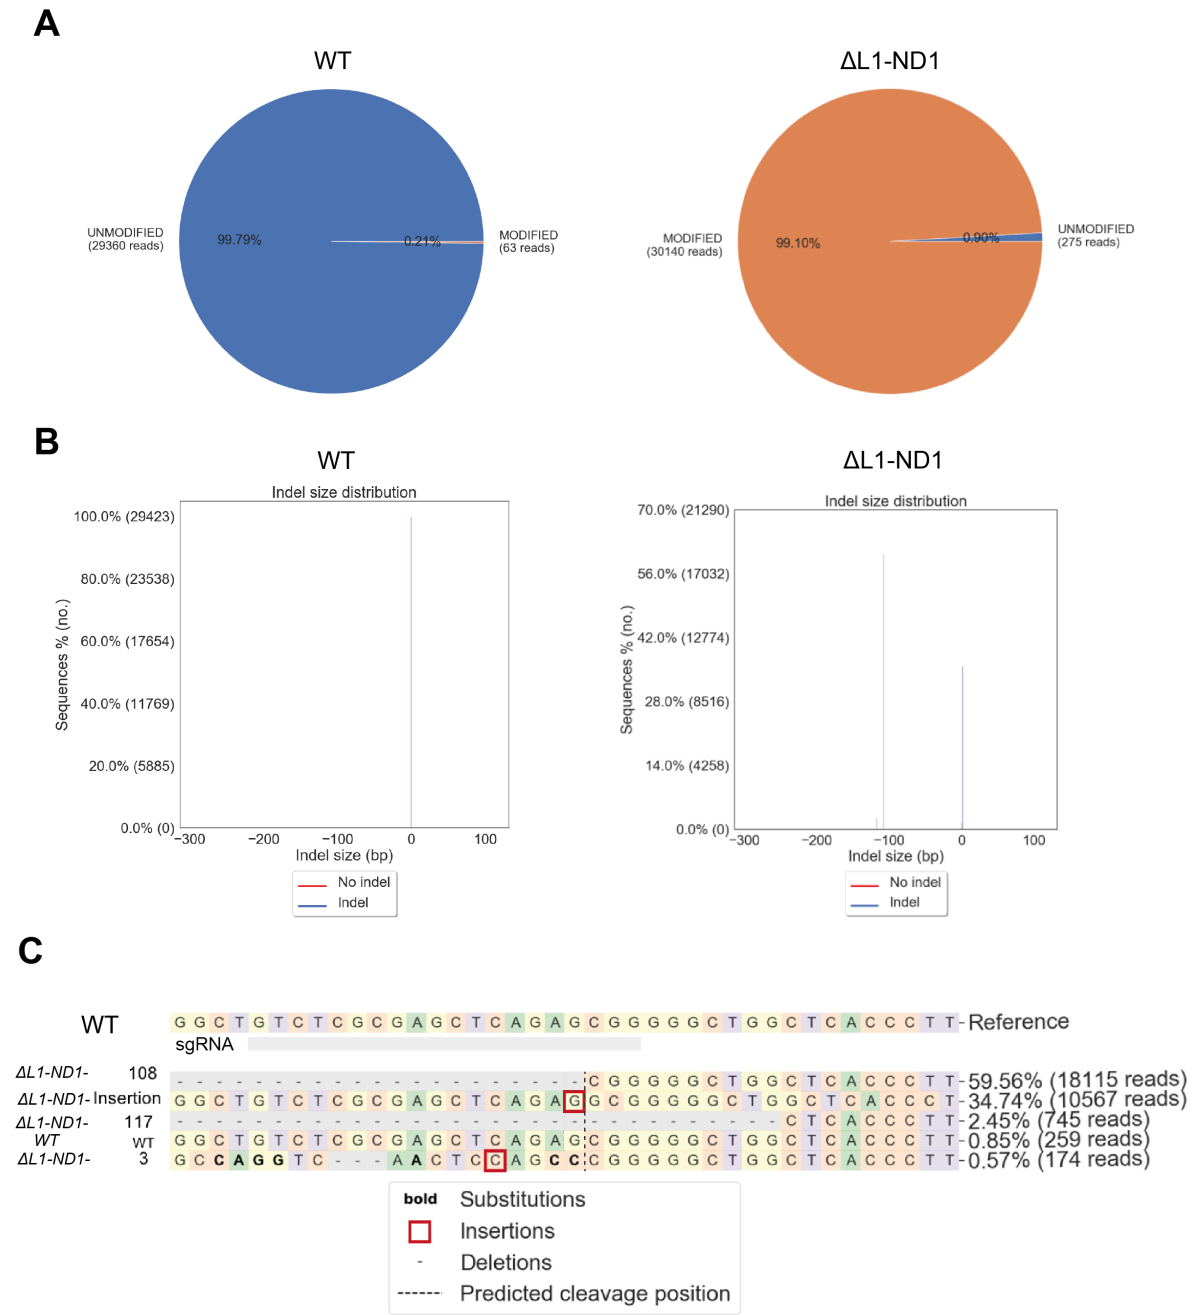 A
WT
ΔL1-ND1
UNMODIFIED
(29360 reads)
99.79%
0.21%
MODIFIED
(63 reads)
MODIFIED
(30140 reads)
99.10%
0.90%
UNMODIFIED
(275 reads)
B
WT
ΔL1-ND1
Indel size distribution
100.0% (29423)
80.0% (23538)
60.0% (17654)
40.0% (11769)
20.0% (5885)
0.0% (0)
Sequences % (no.)
−300 −200 −100 0 100
Indel size (bp)
No indel
Indel
Indel size distribution
70.0% (21290)
56.0% (17032)
42.0% (12774)
28.0% (8516)
14.0% (4258)
0.0% (0)
Sequences % (no.)
−300 −200 −100 0 100
Indel size (bp)
No indel
Indel
C
WT G G C T G T C T C G C G A G C T C A G A G C G G G G G C T G G C T C A C C C T T Reference
sgRNA
ΔL1-ND1- 108 - - - - - - - - - - - - - - - - - - - - - C G G G G G C T G G C T C A C C C T T 59.56% (18115 reads)
ΔL1-ND1- Insertion G G C T G T C T C G C G A G C T C A G A G G C G G G G G C T G G C T C A C C C T 34.74% (10567 reads)
ΔL1-ND1- 117 - - - - - - - - - - - - - - - - - - - - - - - - - - - - - - - C T C A C C C T T 2.45% (745 reads)
WT WT G G C T G T C T C G C G A G C T C A G A G C G G G G G C T G G C T C A C C C T T 0.85% (259 reads)
ΔL1-ND1- 3 G C C A G G T C - - - A A C T C C A G C C C G G G G G C T G G C T C A C C C T T 0.57% (174 reads)
bold Substitutions
Insertions
- Deletions
Predicted cleavage position